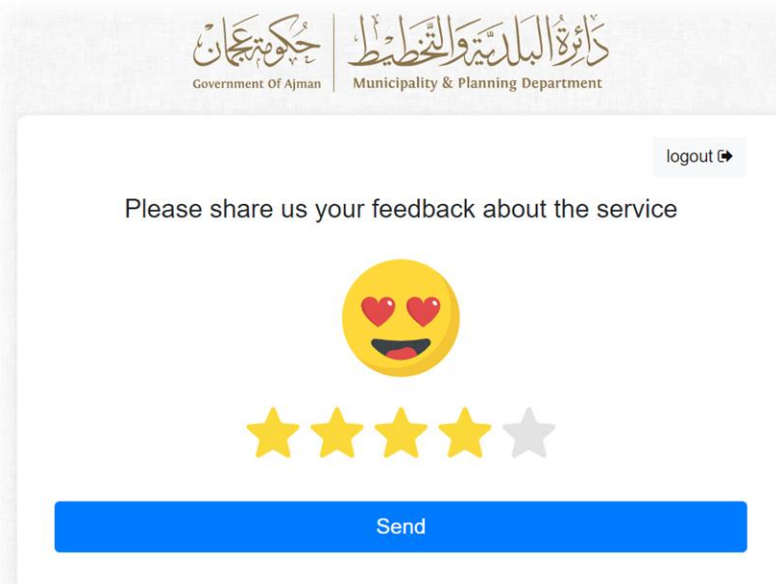 حكومة عجمان
دائرة البلدية والتخطيط
Government Of Ajman
Municipality & Planning Department
logout
Please share us your feedback about the service
Send